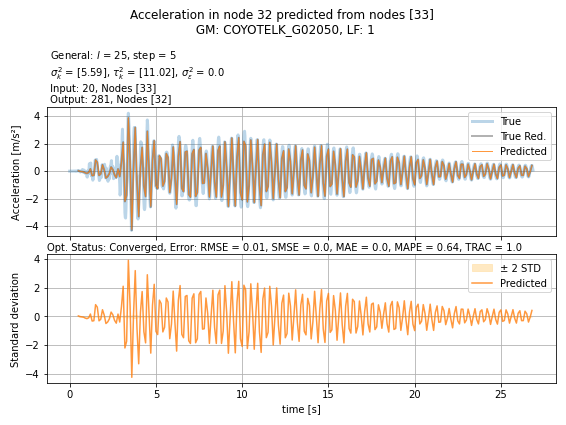 Acceleration in node 32 predicted from nodes [33]
GM: COYOTELK_G02050, LF: 1
General: l = 25, step = 5
σ²ₖ = [5.59], τ²ₖ = [11.02], σ²ε = 0.0
Input: 20, Nodes [33]
Output: 281, Nodes [32]
Acceleration [m/s²]
4
2
0
−2
−4
True
True Red.
Predicted
Opt. Status: Converged, Error: RMSE = 0.01, SMSE = 0.0, MAE = 0.0, MAPE = 0.64, TRAC = 1.0
Standard deviation
4
2
0
−2
−4
± 2 STD
Predicted
0 5 10 15 20 25
time [s]